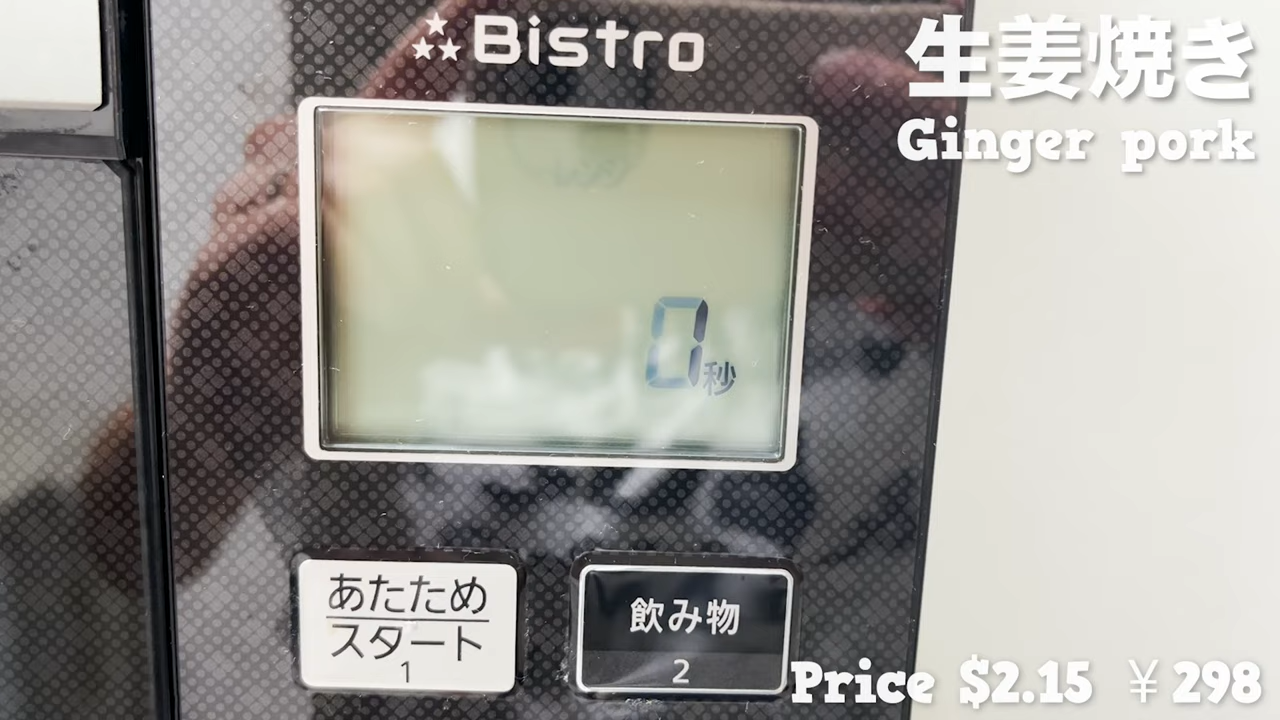 Bistro
生姜焼き
Ginger pork
0秒
あたため
スタート
1
飲み物
2
Price $2.15 ¥298